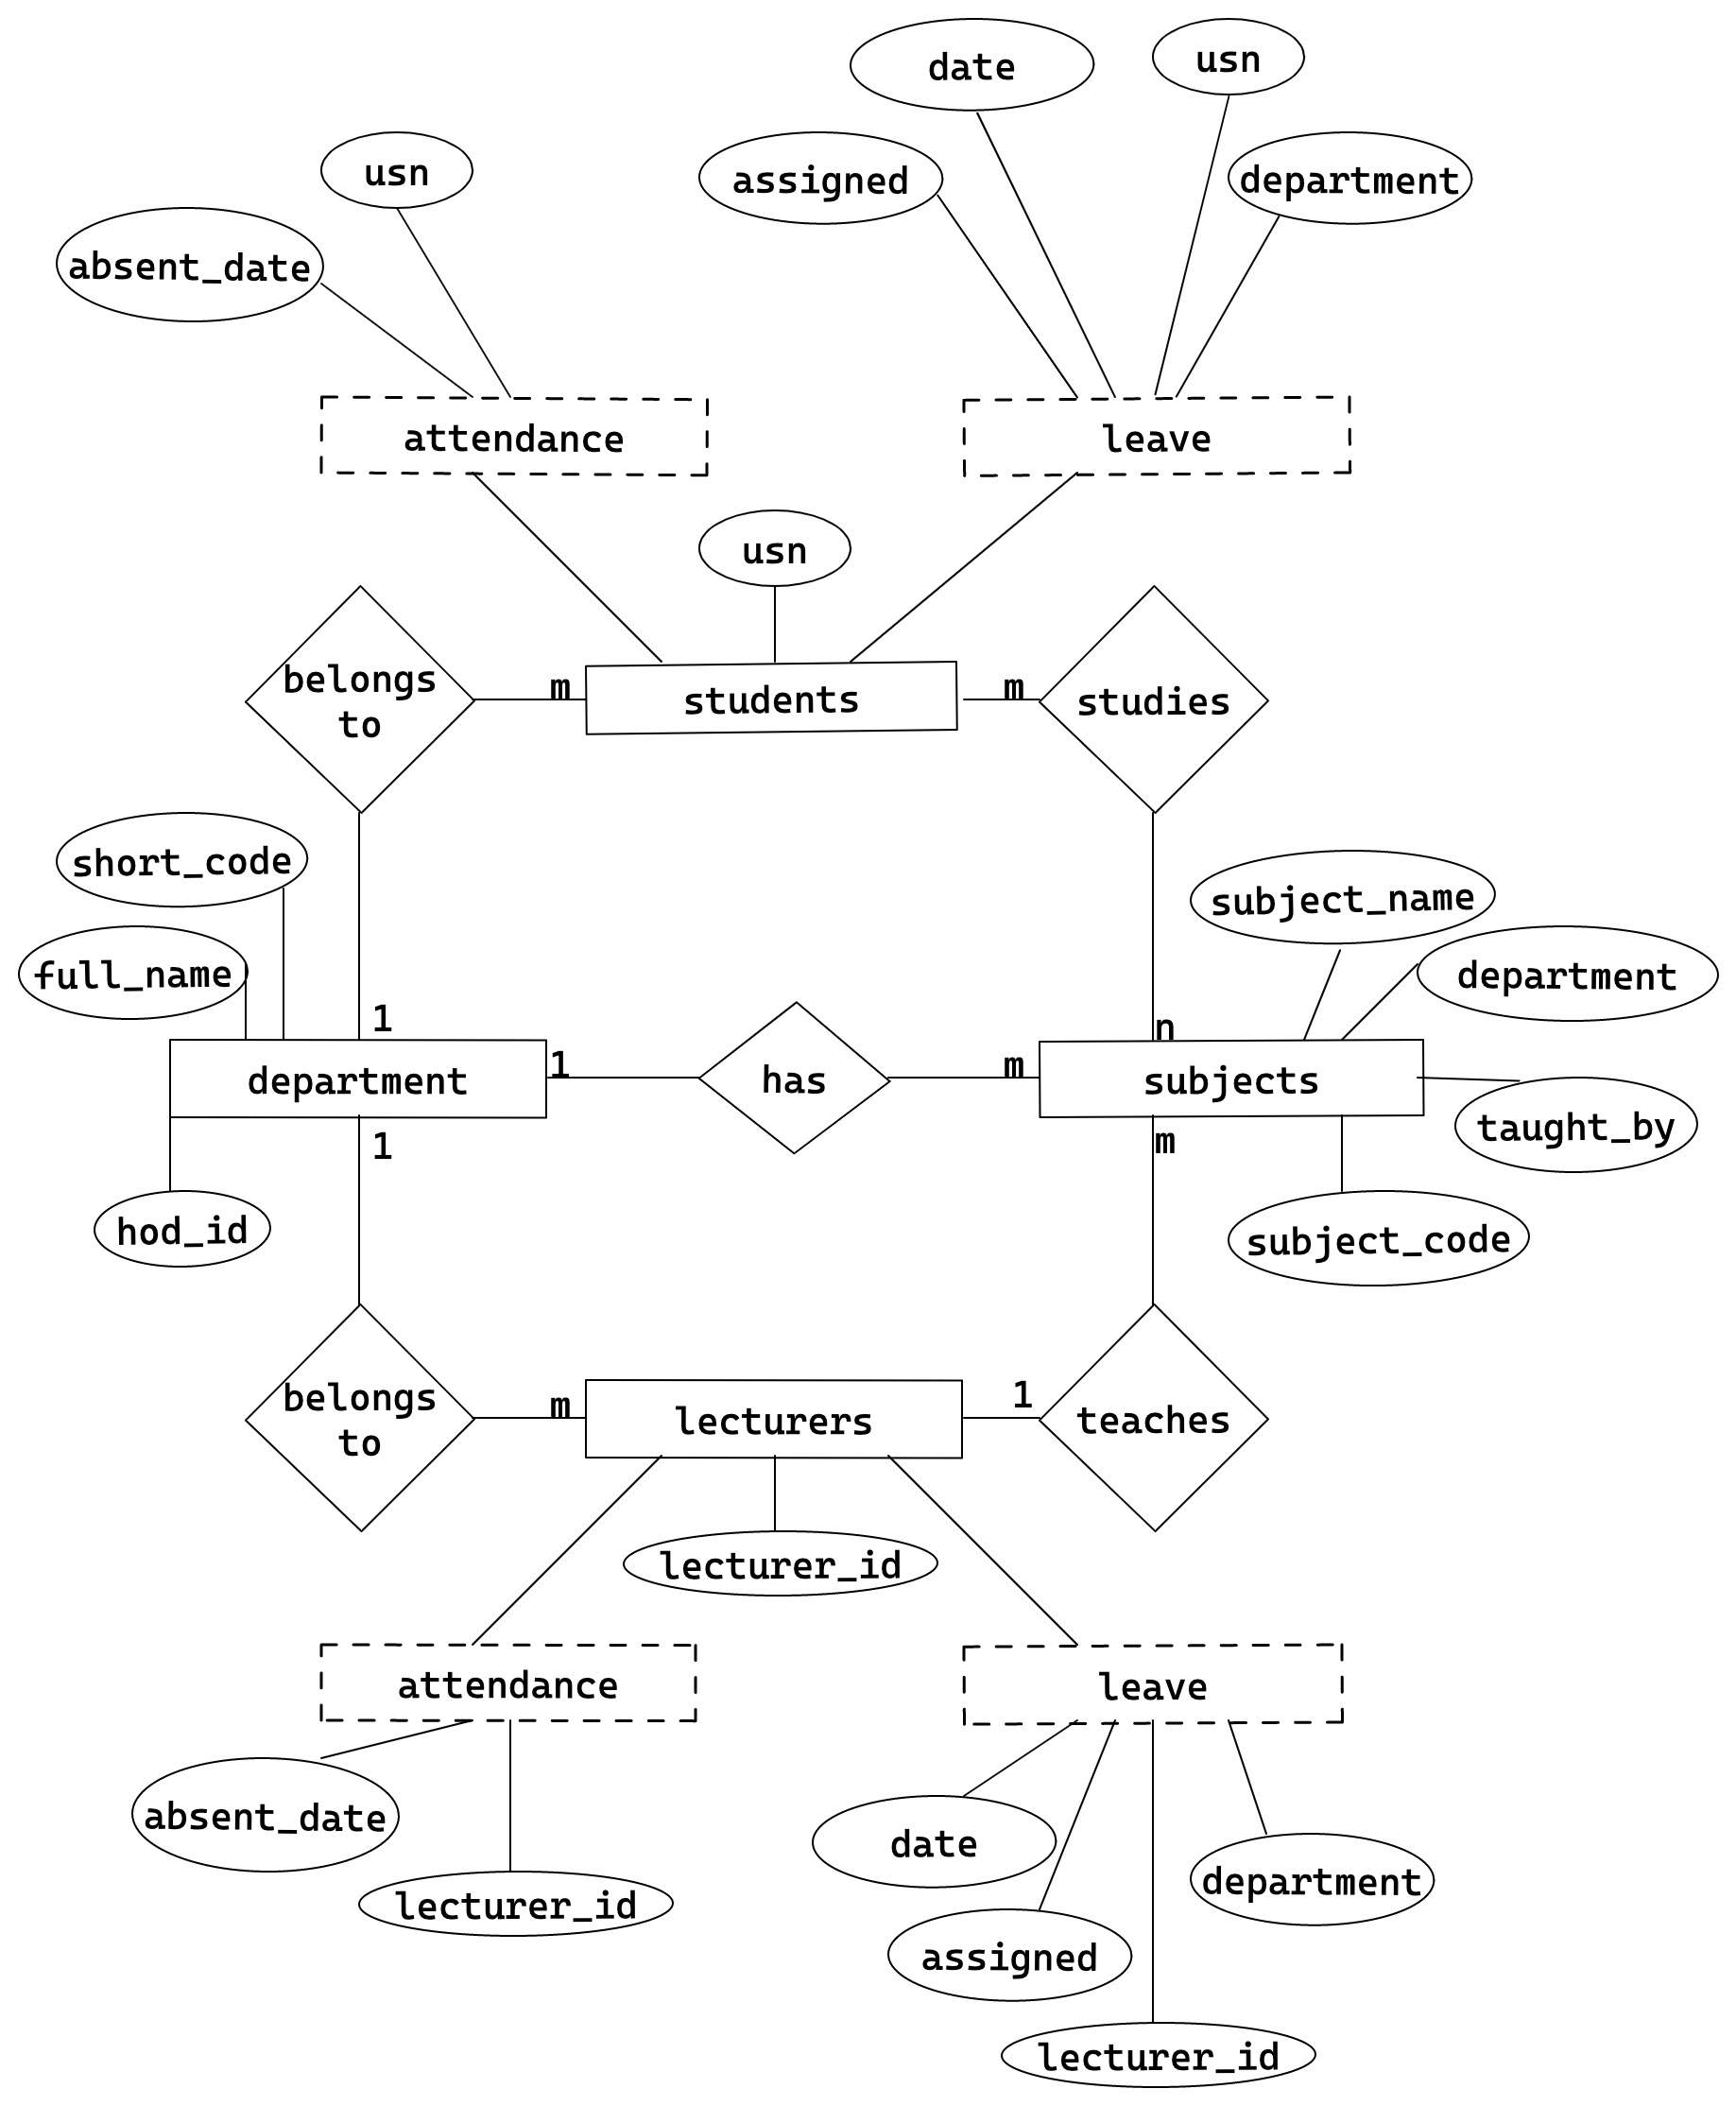 date
usn
usn
assigned
department
absent_date
attendance
leave
usn
belongs
to
m
students
m
studies
short_code
subject_name
full_name
department
1
n
department
1
has
m
subjects
1
m
taught_by
hod_id
subject_code
belongs
to
m
lecturers
1
teaches
lecturer_id
attendance
leave
absent_date
date
department
lecturer_id
assigned
lecturer_id